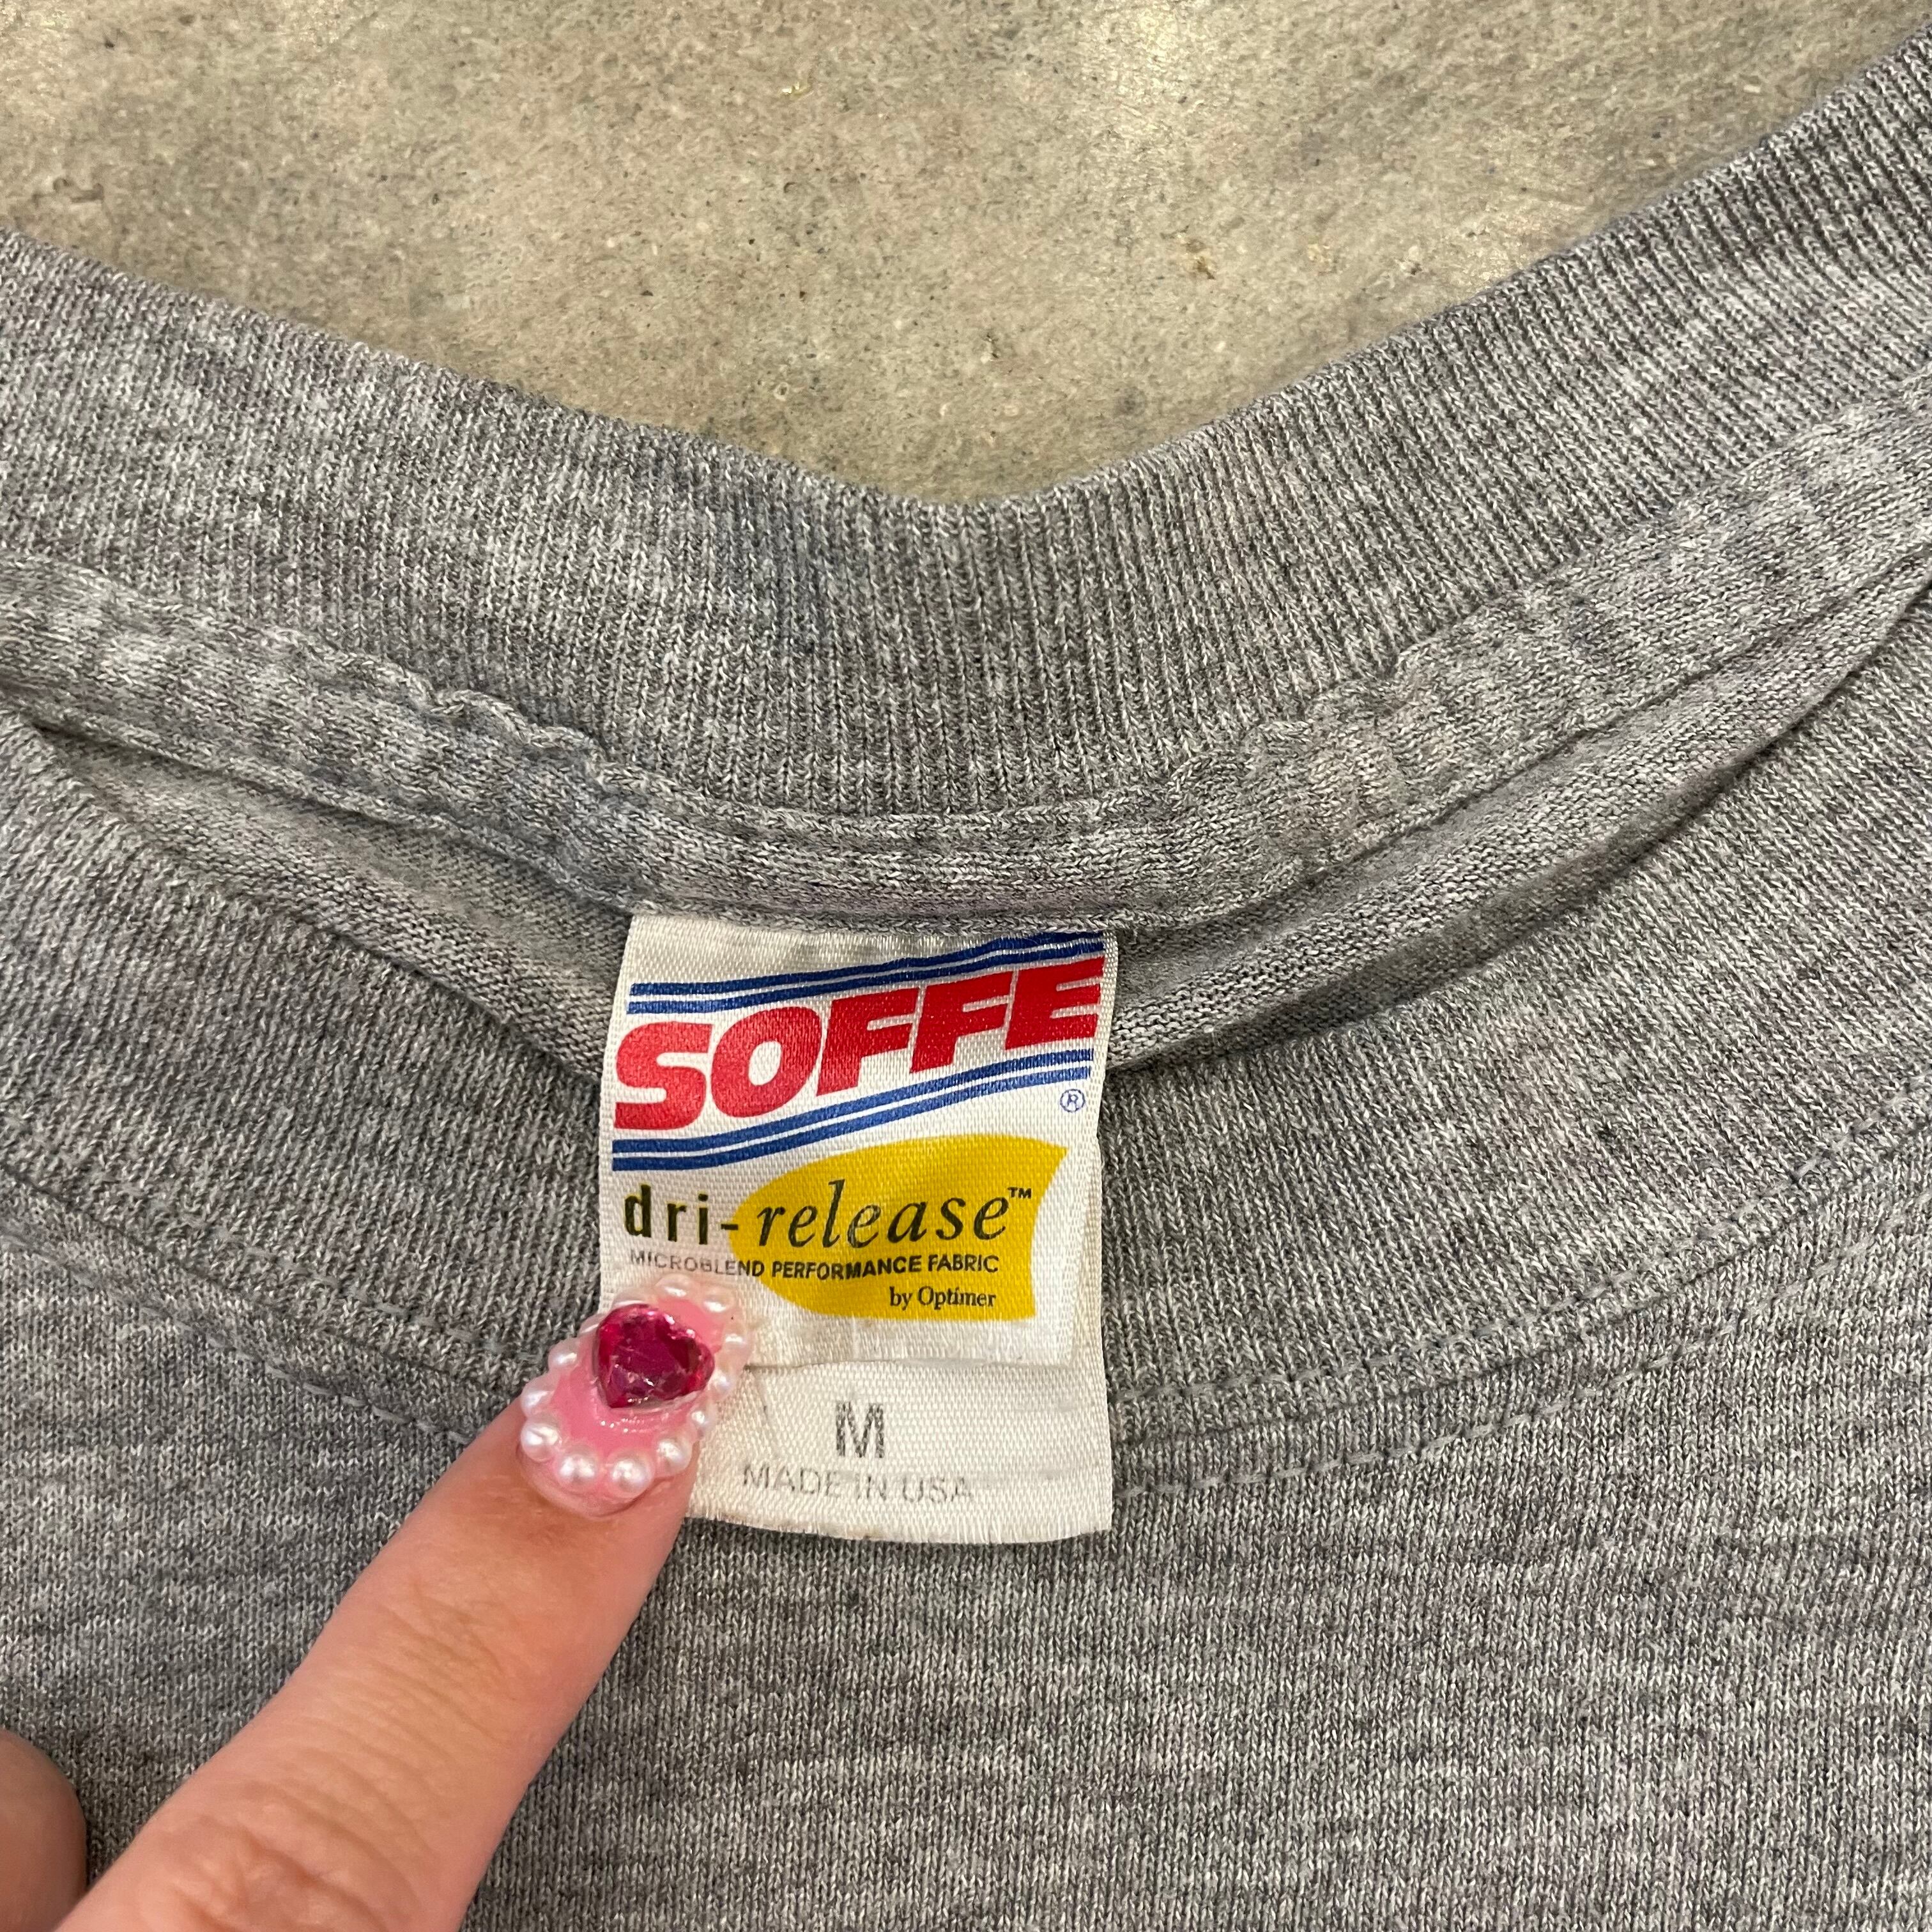 SOFFE
®
dri-release™
MICROBLEND PERFORMANCE FABRIC
by Optimer
M
MADE IN USA